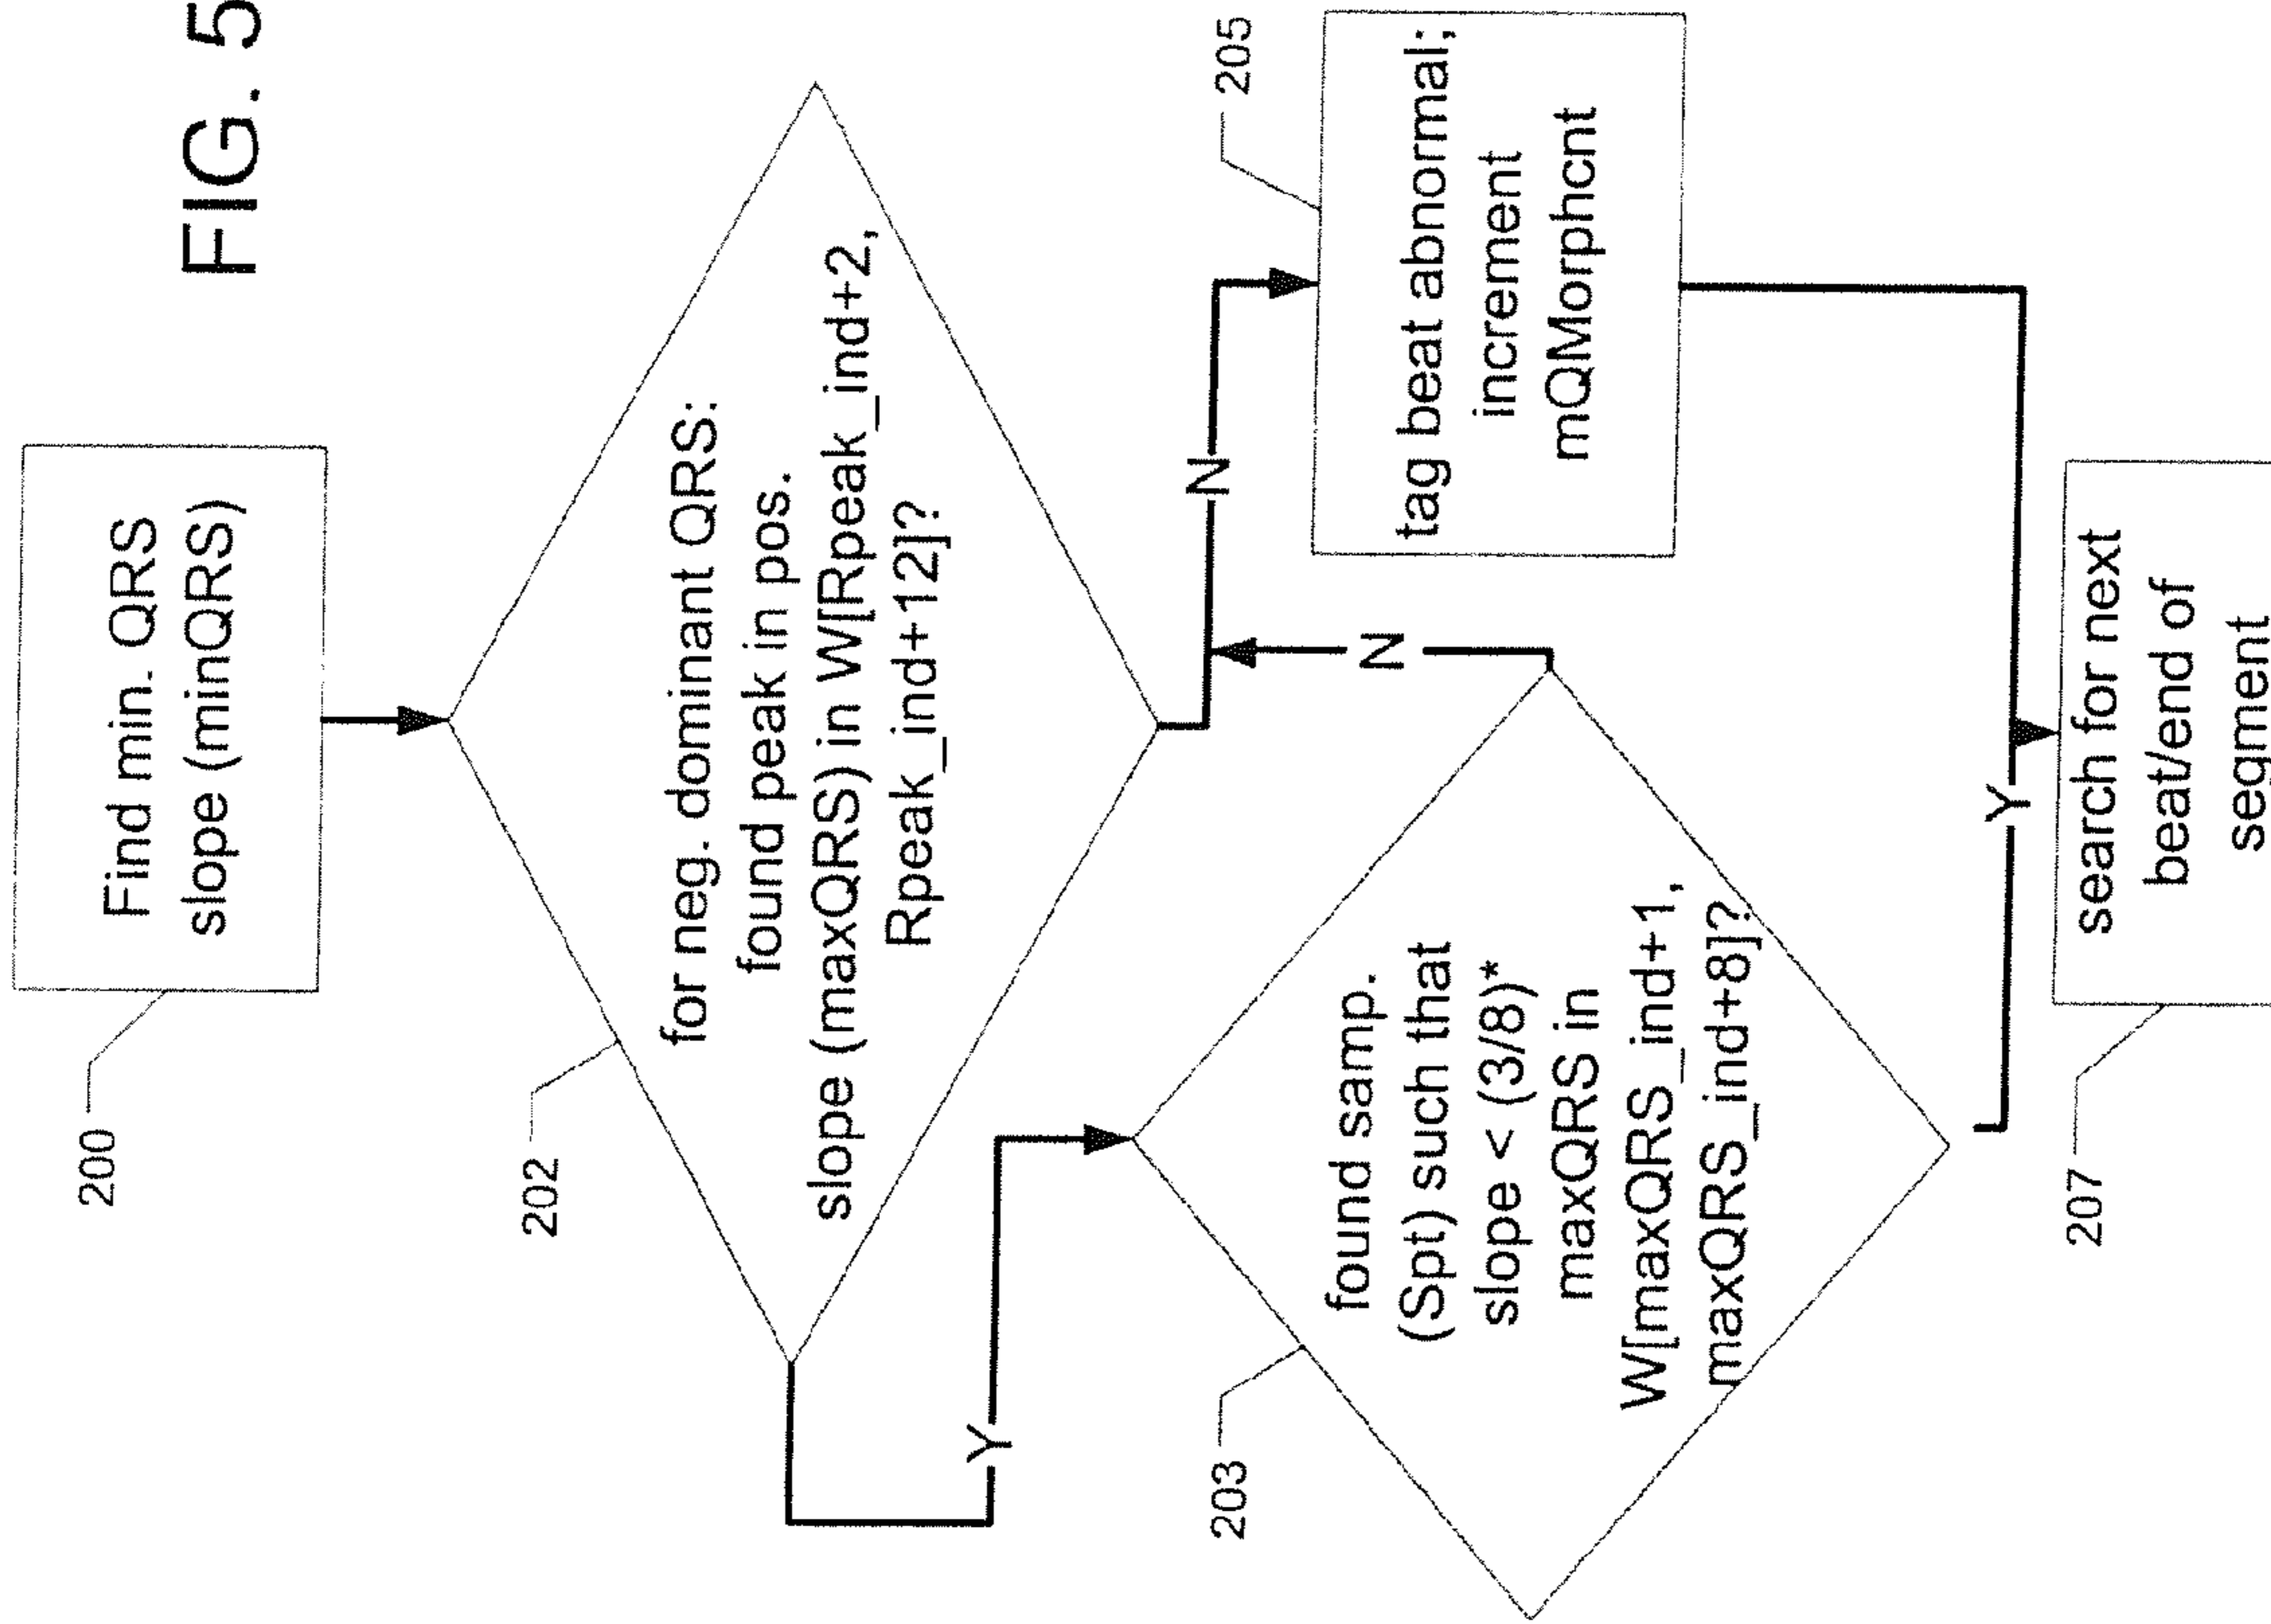 FIG. 5
200
Find min. QRS
slope (minQRS)
202
for neg. dominant QRS:
found peak in pos.
slope (maxQRS) in W[Rpeak_ind+2,
Rpeak_ind+12]?
Y
N
203
found samp.
(Spt) such that
slope < (3/8)*
maxQRS in
W[maxQRS_ind+1,
maxQRS_ind+8]?
N
Y
205
tag beat abnormal;
increment
mQMorphcnt
207
search for next
beat/end of
segment